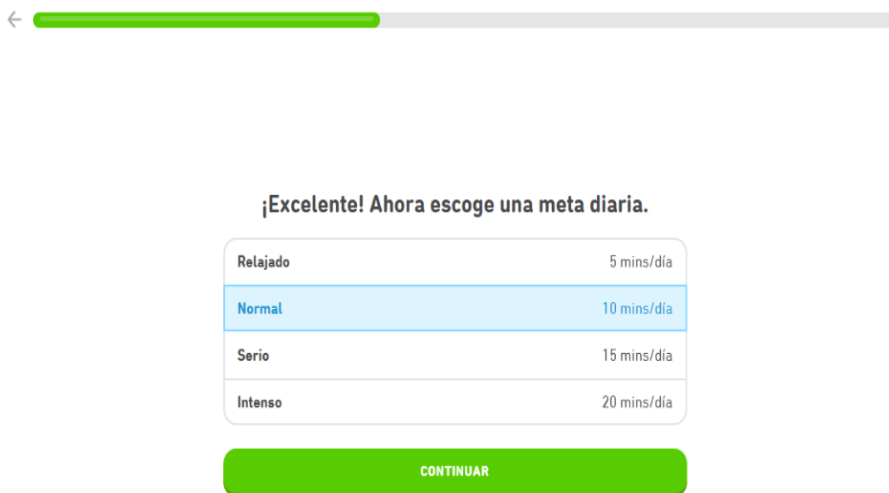 ¡Excelente! Ahora escoge una meta diaria.
Relajado 5 mins/día
Normal 10 mins/día
Serio 15 mins/día
Intenso 20 mins/día
CONTINUAR